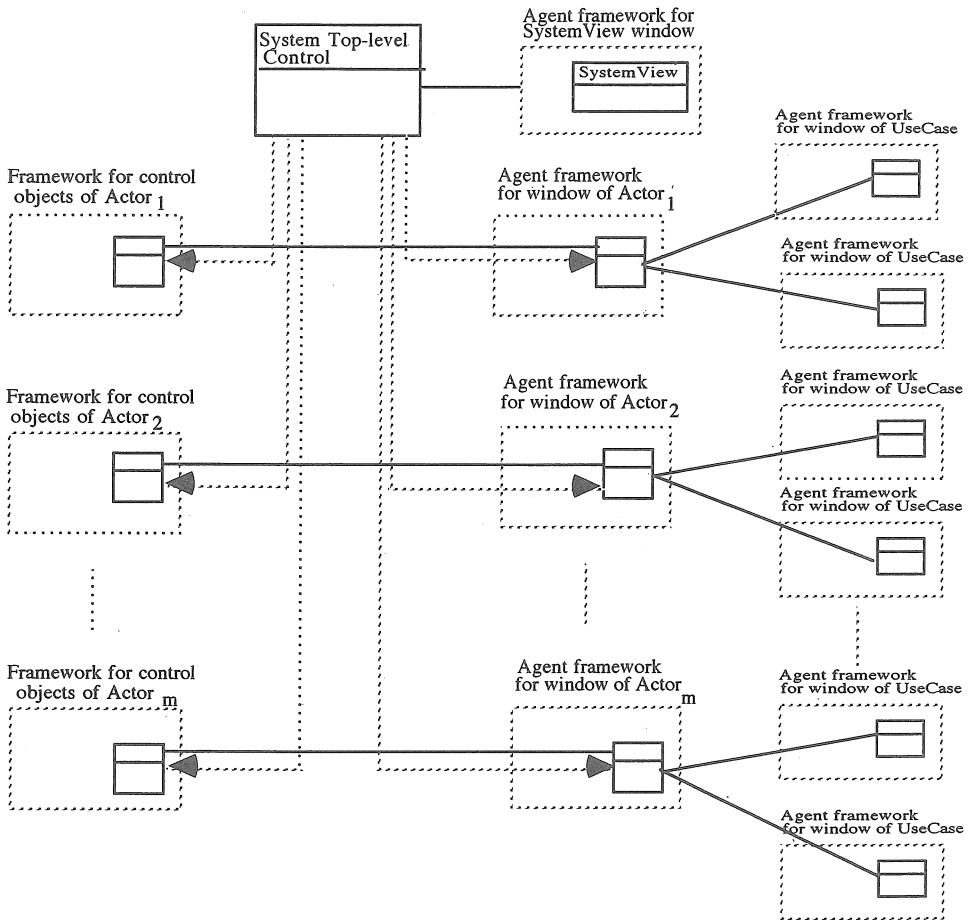 Agent framework for
SystemView window
System Top-level
Control
SystemView
Agent framework
for window of UseCase
Framework for control
objects of Actor 1
Agent framework
for window of Actor 1
Agent framework
for window of UseCase
Framework for control
objects of Actor 2
Agent framework
for window of Actor 2
Agent framework
for window of UseCase
Agent framework
for window of UseCase
Framework for control
objects of Actor m
Agent framework
for window of Actor m
Agent framework
for window of UseCase
Agent framework
for window of UseCase